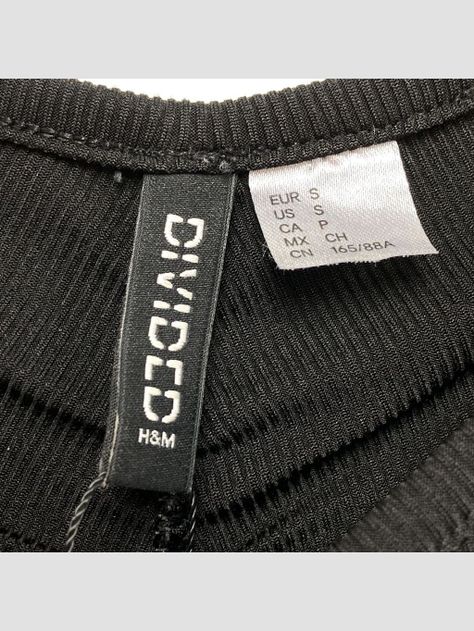 DIVIDED
H&M
EUR S
US S
CA P
MX CH
CN 165/88A